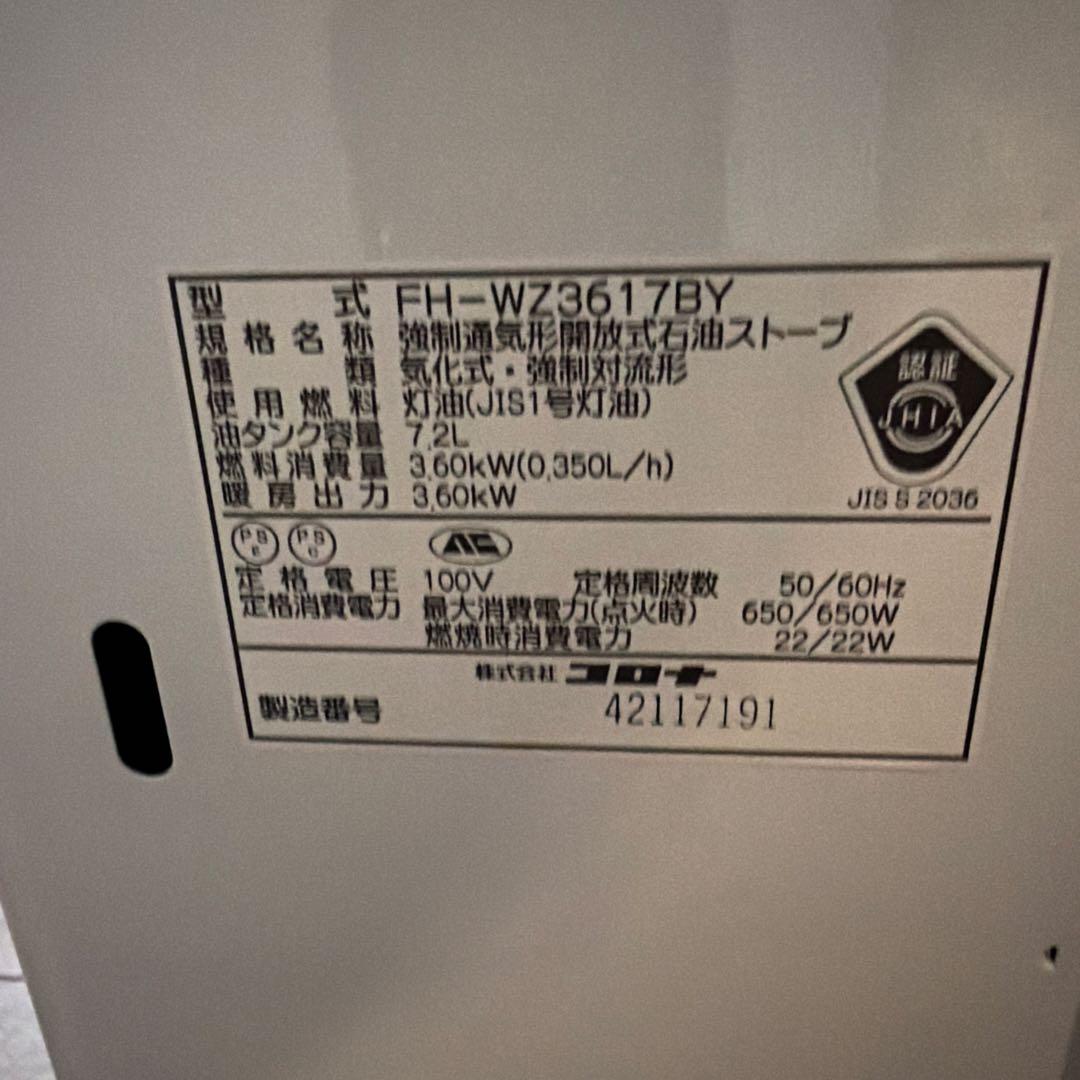 型式 FH-WZ3617BY
規格名称 強制通気形開放式石油ストーブ
種類 気化式・強制対流形
使用燃料 灯油(JIS1号灯油)
油タンク容量 7.2L
燃料消費量 3.60kW(0.350L/h)
暖房出力 3.60kW
認証
JHIA
JIS S 2036
PS E PS C
定格電圧 100V 定格周波数 50/60Hz
定格消費電力 最大消費電力(点火時) 650/650W
燃焼時消費電力 22/22W
株式会社 コロナ
製造番号 42117191